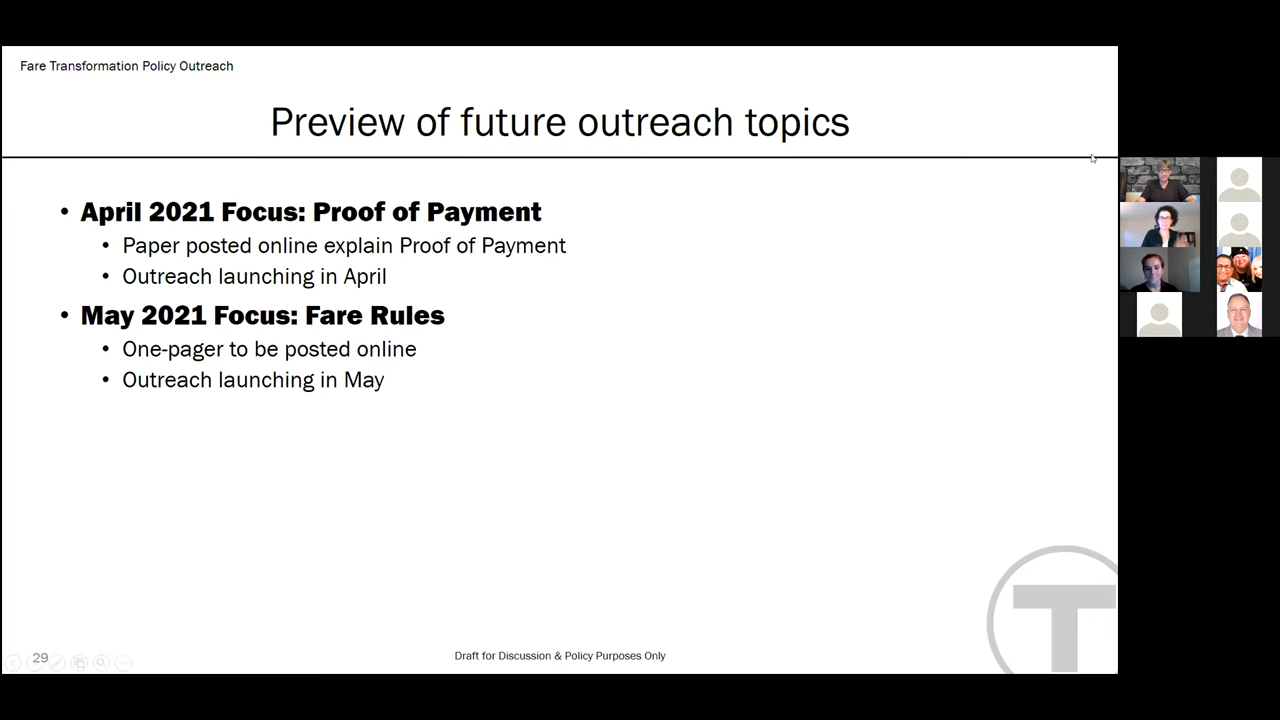 Fare Transformation Policy Outreach
Preview of future outreach topics
• April 2021 Focus: Proof of Payment
• Paper posted online explain Proof of Payment
• Outreach launching in April
• May 2021 Focus: Fare Rules
• One-pager to be posted online
• Outreach launching in May
29
Draft for Discussion & Policy Purposes Only
T